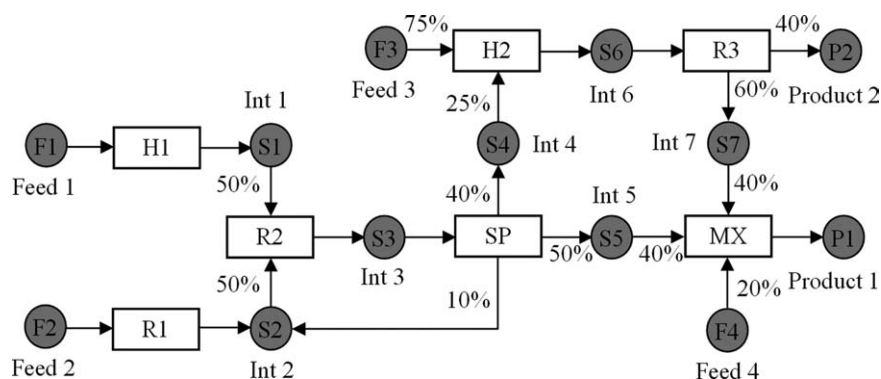 75%
40%
F3
H2
S6
R3
P2
Feed 3
25%
Int 6
60%
Product 2
Int 1
F1
H1
S1
S4
Int 4
Int 7
S7
Feed 1
50%
40%
Int 5
40%
R2
S3
SP
S5
MX
P1
50%
40%
Int 3
Product 1
50%
10%
20%
F2
R1
S2
F4
Feed 2
Int 2
Feed 4